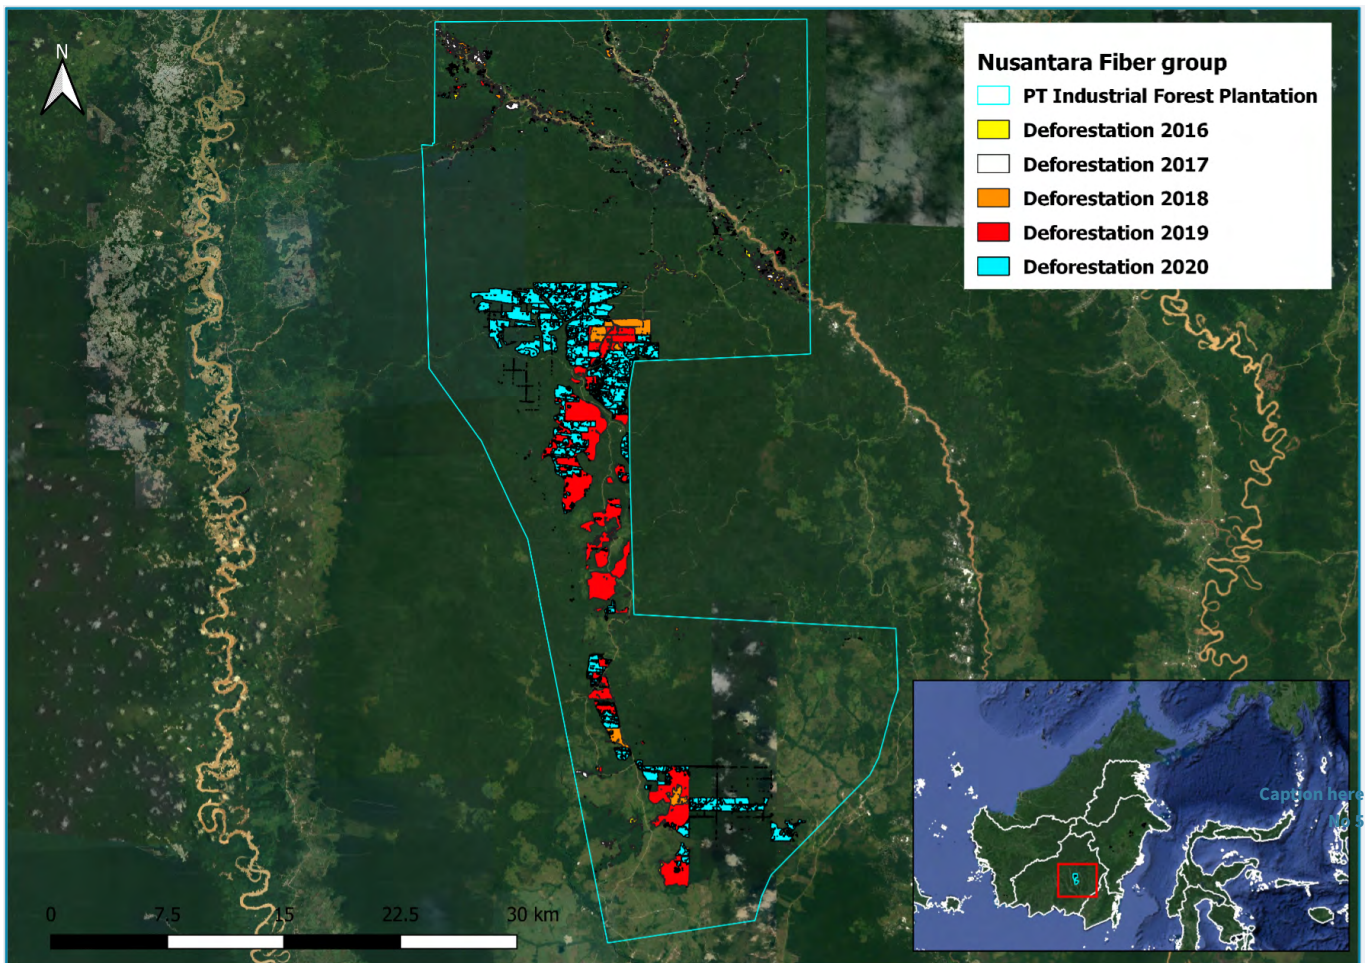 N
Nusantara Fiber group
PT Industrial Forest Plantation
Deforestation 2016
Deforestation 2017
Deforestation 2018
Deforestation 2019
Deforestation 2020
Caption here
No S
0 7.5 15 22.5 30 km